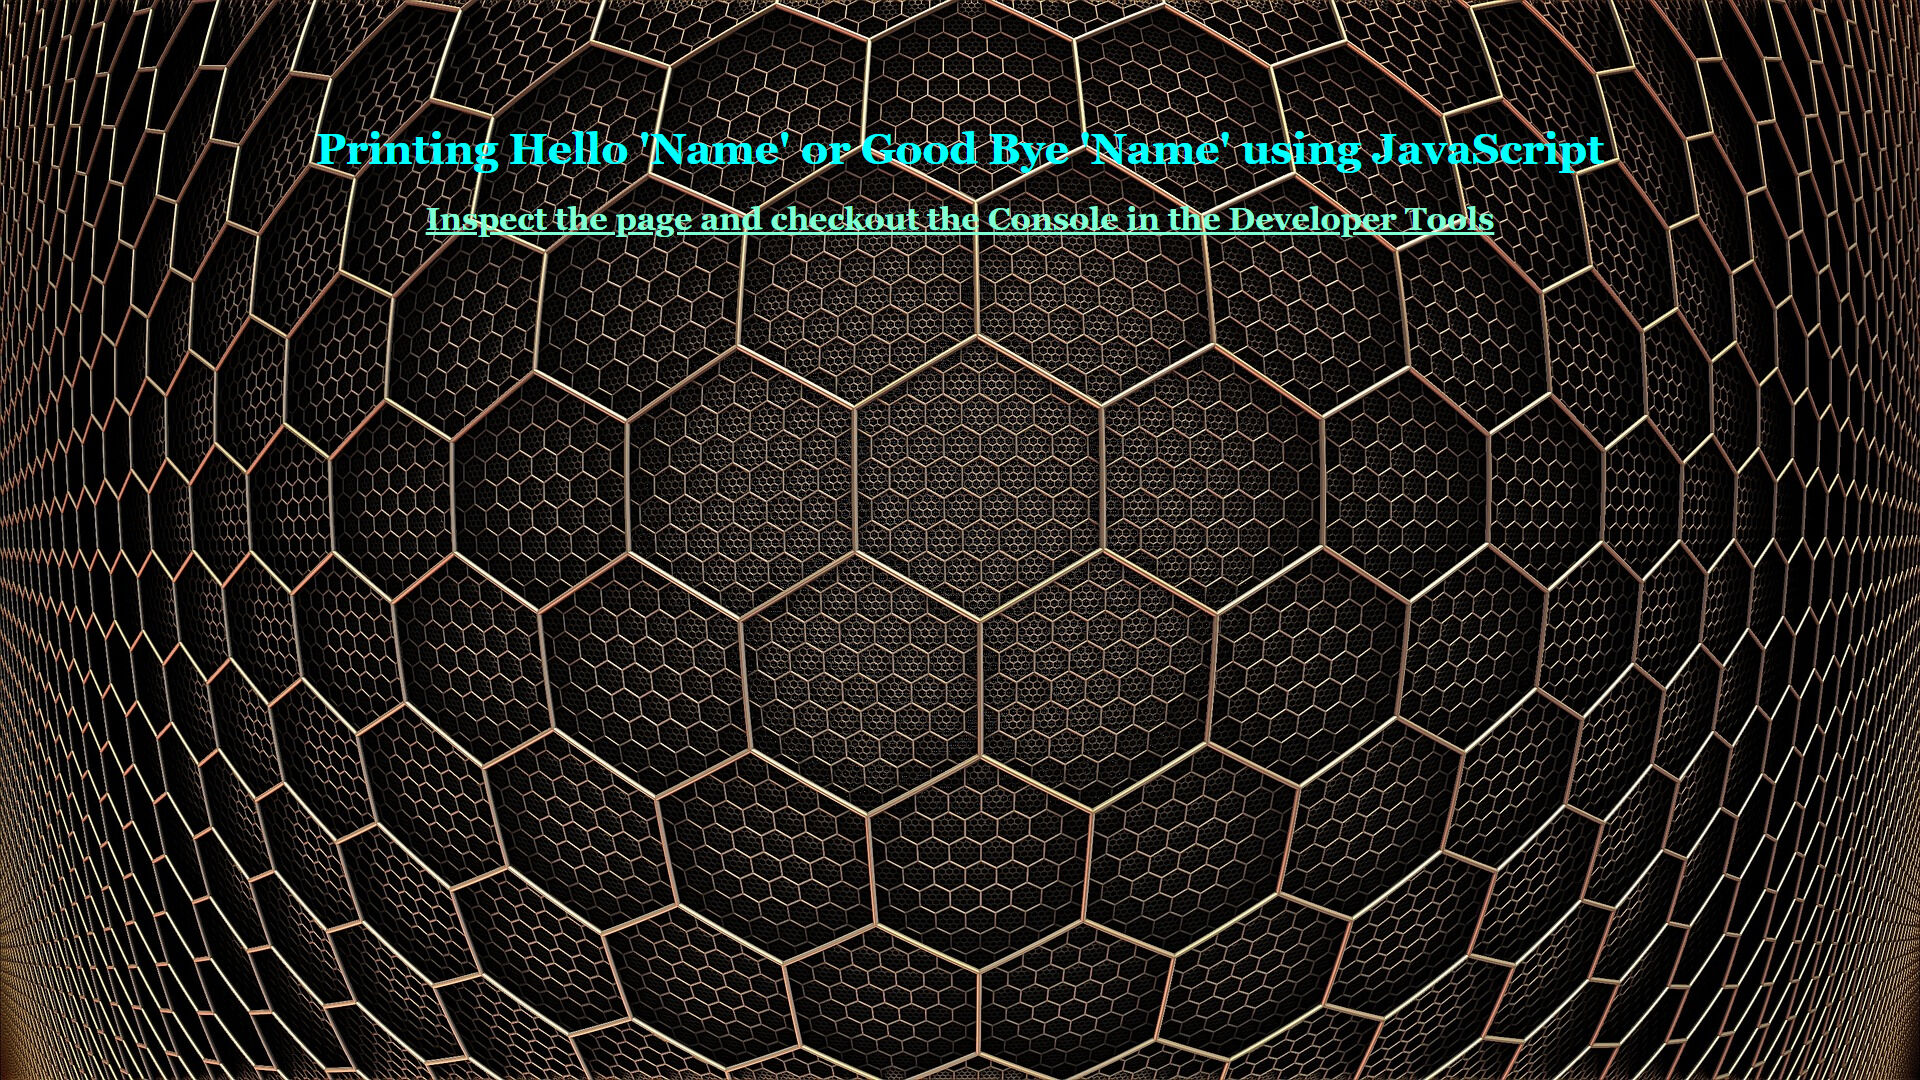 Printing Hello 'Name' or Good Bye 'Name' using JavaScript
Inspect the page and checkout the Console in the Developer Tools